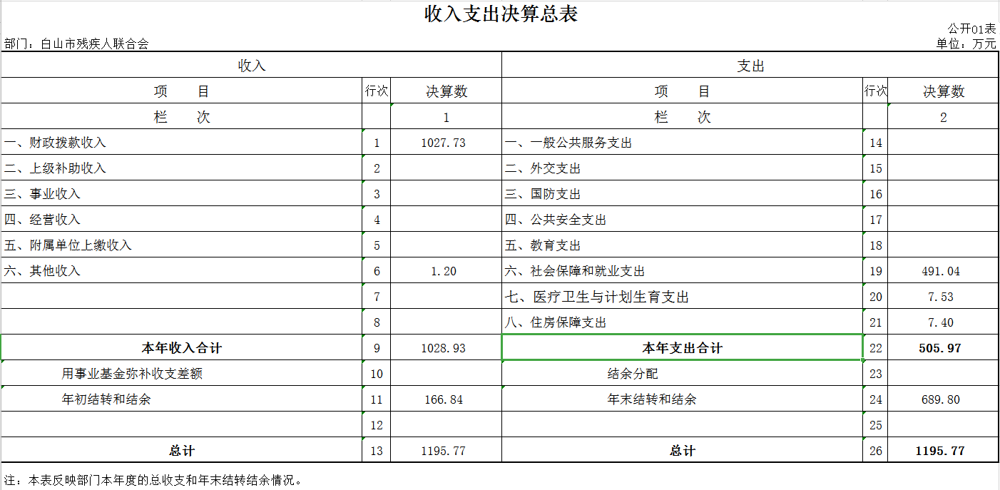 收入支出决算总表
公开01表
部门：白山市残疾人联合会 单位：万元
收入 支出
项 目 行次 决算数 项 目 行次 决算数
栏 次 1 栏 次 2
一、财政拨款收入 1 1027.73 一、一般公共服务支出 14
二、上级补助收入 2 二、外交支出 15
三、事业收入 3 三、国防支出 16
四、经营收入 4 四、公共安全支出 17
五、附属单位上缴收入 5 五、教育支出 18
六、其他收入 6 1.20 六、社会保障和就业支出 19 491.04
7 七、医疗卫生与计划生育支出 20 7.53
8 八、住房保障支出 21 7.40
本年收入合计 9 1028.93 本年支出合计 22 505.97
用事业基金弥补收支差额 10 结余分配 23
年初结转和结余 11 166.84 年末结转和结余 24 689.80
12 25
总计 13 1195.77 总计 26 1195.77
注：本表反映部门本年度的总收支和年末结转结余情况。